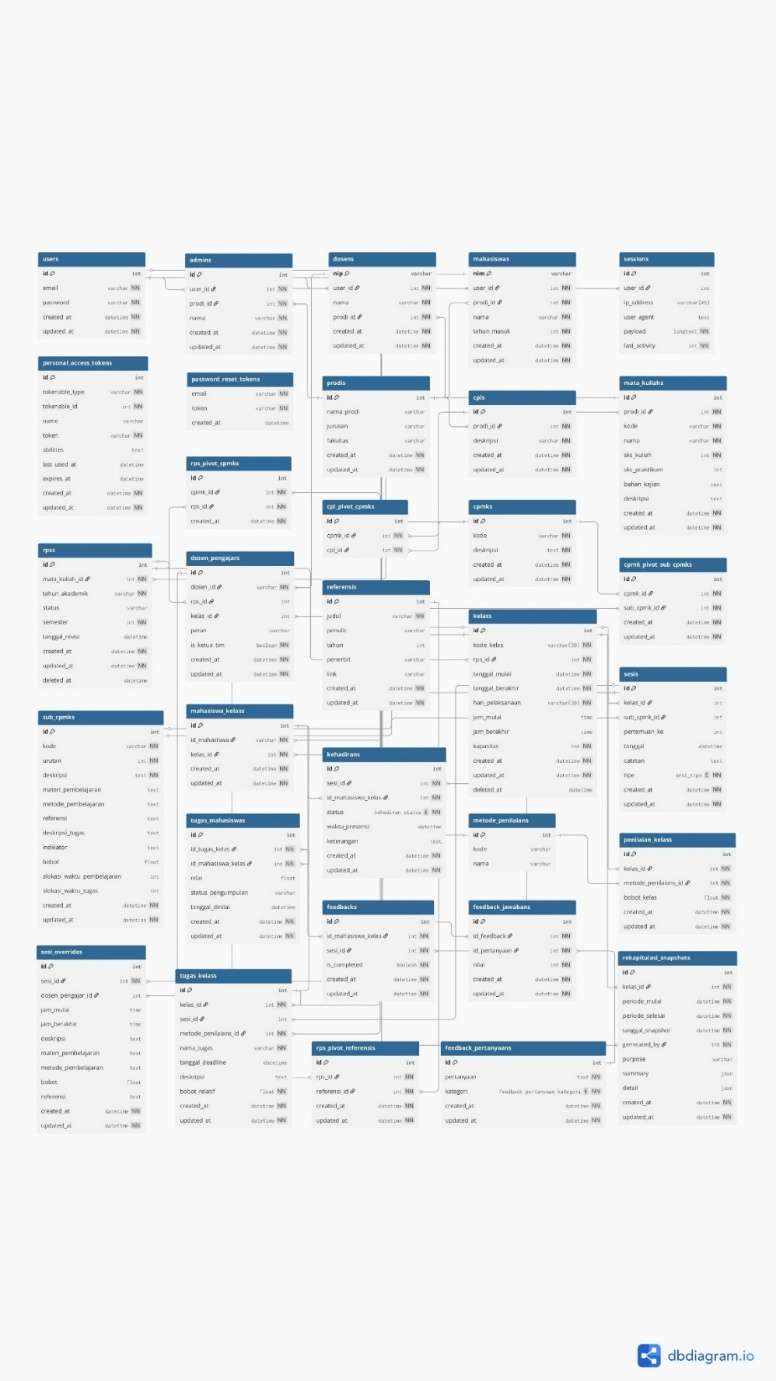 users
id int
email varchar NN
password varchar NN
created_at datetime NN
updated_at datetime NN
admins
id int
user_id int NN
prodi_id int NN
nama varchar NN
created_at datetime NN
updated_at datetime NN
dosens
nip varchar
user_id int NN
nama varchar
prodi_id int NN
created_at datetime NN
updated_at datetime NN
mahasiswas
nim varchar
user_id int NN
prodi_id int NN
nama varchar NN
tahun_masuk int NN
created_at datetime NN
updated_at datetime NN
sessions
id int
user_id int
ip_address varchar(45)
user_agent text
payload longtext NN
last_activity int NN
personal_access_tokens
id int
tokenable_type varchar NN
tokenable_id int NN
name varchar
token varchar NN
abilities text
last_used_at datetime
expires_at datetime
created_at datetime NN
updated_at datetime NN
password_reset_tokens
email varchar NN
token varchar NN
created_at datetime
prodis
id int
nama_prodi varchar
jurusan varchar
fakultas varchar
created_at datetime NN
updated_at datetime NN
cpls
id int
prodi_id int NN
deskripsi varchar NN
created_at datetime NN
updated_at datetime NN
mata_kuliahs
id int
prodi_id int NN
kode varchar NN
nama varchar NN
sks_kuliah int NN
sks_praktikum int
bahan_kajian text
deskripsi text
created_at datetime NN
updated_at datetime NN
rps_pivot_cpmks
cpmk_id int NN
rps_id int NN
created_at datetime NN
cpl_pivot_cpmks
id int
cpmk_id int NN
cpl_id int NN
cpmks
id int
kode varchar NN
deskripsi text NN
created_at datetime NN
updated_at datetime NN
rpss
id int
mata_kuliah_id int NN
tahun_akademik varchar NN
status varchar
semester int NN
tanggal_revisi datetime
created_at datetime NN
updated_at datetime NN
deleted_at datetime
dosen_pengajars
id int
dosen_id varchar NN
rps_id int NN
kelas_id int
peran varchar
is_ketua_tim boolean NN
created_at datetime NN
updated_at datetime NN
referensis
id int
judul varchar NN
penulis varchar
tahun int
penerbit varchar
link varchar
created_at datetime NN
updated_at datetime NN
kelass
id int
kode_kelas varchar(50) NN
rps_id int NN
tanggal_mulai datetime NN
tanggal_berakhir datetime NN
hari_pelaksanaan varchar(20) NN
jam_mulai time
jam_berakhir time
kapasitas int NN
created_at datetime NN
updated_at datetime NN
deleted_at datetime
cpmk_pivot_sub_cpmks
id int
cpmk_id int NN
sub_cpmk_id int NN
created_at datetime NN
updated_at datetime NN
sesis
id int
kelas_id int NN
sub_cpmk_id int
pertemuan_ke int
tanggal datetime
catatan text
tipe sesi_tipe E NN
created_at datetime NN
updated_at datetime NN
sub_cpmks
id int
kode varchar NN
urutan int NN
deskripsi text NN
materi_pembelajaran text
metode_pembelajaran text
referensi text
deskripsi_tugas text
indikator text
bobot float
alokasi_waktu_pembelajaran int
alokasi_waktu_tugas int
created_at datetime NN
updated_at datetime NN
mahasiswa_kelass
id int
id_mahasiswa varchar NN
kelas_id int NN
created_at datetime NN
updated_at datetime NN
kehadirans
id int
sesi_id int NN
id_mahasiswa_kelas int NN
status kehadiran_status E NN
waktu_presensi datetime
keterangan text
created_at datetime NN
updated_at datetime NN
tugas_mahasiswas
id int
id_tugas_kelas int NN
id_mahasiswa_kelas int NN
nilai float
status_pengumpulan varchar
tanggal_dinilai datetime
created_at datetime NN
updated_at datetime NN
metode_penilaians
id int
kode varchar
nama varchar
penilaian_kelass
id int
kelas_id int NN
metode_penilaians_id int NN
bobot_kelas float NN
created_at datetime NN
updated_at datetime NN
feedbacks
id int
id_mahasiswa_kelas int NN
sesi_id int NN
is_completed boolean NN
created_at datetime NN
updated_at datetime NN
feedback_jawabans
id int
id_feedback int NN
id_pertanyaan int NN
nilai int NN
created_at datetime NN
updated_at datetime NN
sesi_overrides
id int
sesi_id int NN
dosen_pengajar_id int NN
jam_mulai time
jam_berakhir time
deskripsi text
materi_pembelajaran text
metode_pembelajaran text
bobot float
referensi text
created_at datetime NN
updated_at datetime NN
tugas_kelass
id int
kelas_id int NN
sesi_id int
metode_penilaians_id int NN
nama_tugas varchar NN
tanggal_deadline datetime
deskripsi text
bobot_relatif float NN
created_at datetime NN
updated_at datetime NN
rps_pivot_referensis
id int
rps_id int NN
referensi_id int NN
created_at datetime NN
updated_at datetime NN
feedback_pertanyaans
id int
pertanyaan text NN
kategori feedback_pertanyaan_kategori E NN
created_at datetime NN
updated_at datetime NN
rekapitulasi_snapshots
id int
kelas_id int NN
periode_mulai datetime NN
periode_selesai datetime NN
tanggal_snapshot datetime NN
generated_by int NN
purpose varchar
summary json
detail json
created_at datetime NN
updated_at datetime NN
dbdiagram.io